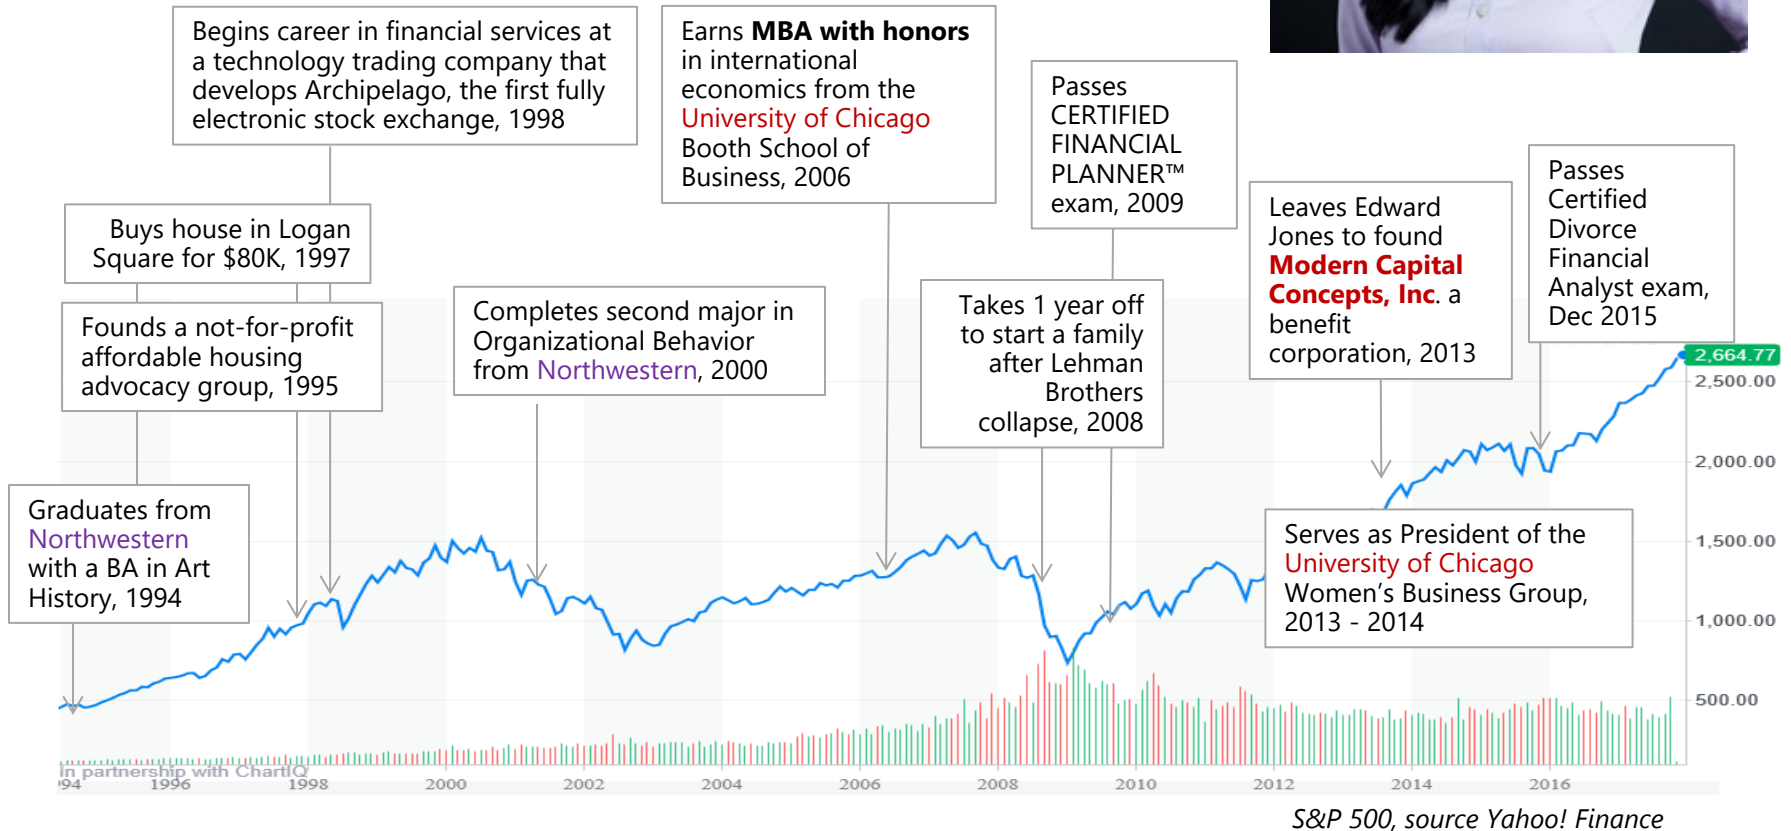 Begins career in financial services at
a technology trading company that
develops Archipelago, the first fully
electronic stock exchange, 1998
Earns MBA with honors
in international
economics from the
University of Chicago
Booth School of
Business, 2006
Passes
CERTIFIED
FINANCIAL
PLANNER™
exam, 2009
Passes
Certified
Divorce
Financial
Analyst exam,
Dec 2015
Leaves Edward
Jones to found
Modern Capital
Concepts, Inc. a
benefit
corporation, 2013
Buys house in Logan
Square for $80K, 1997
Founds a not-for-profit
affordable housing
advocacy group, 1995
Completes second major in
Organizational Behavior
from Northwestern, 2000
Takes 1 year off
to start a family
after Lehman
Brothers
collapse, 2008
Graduates from
Northwestern
with a BA in Art
History, 1994
Serves as President of the
University of Chicago
Women's Business Group,
2013 - 2014
2,664.77
2,500.00
2,000.00
1,500.00
1,000.00
500.00
In partnership with ChartIQ
'94 1996 1998 2000 2002 2004 2006 2008 2010 2012 2014 2016
S&P 500, source Yahoo! Finance